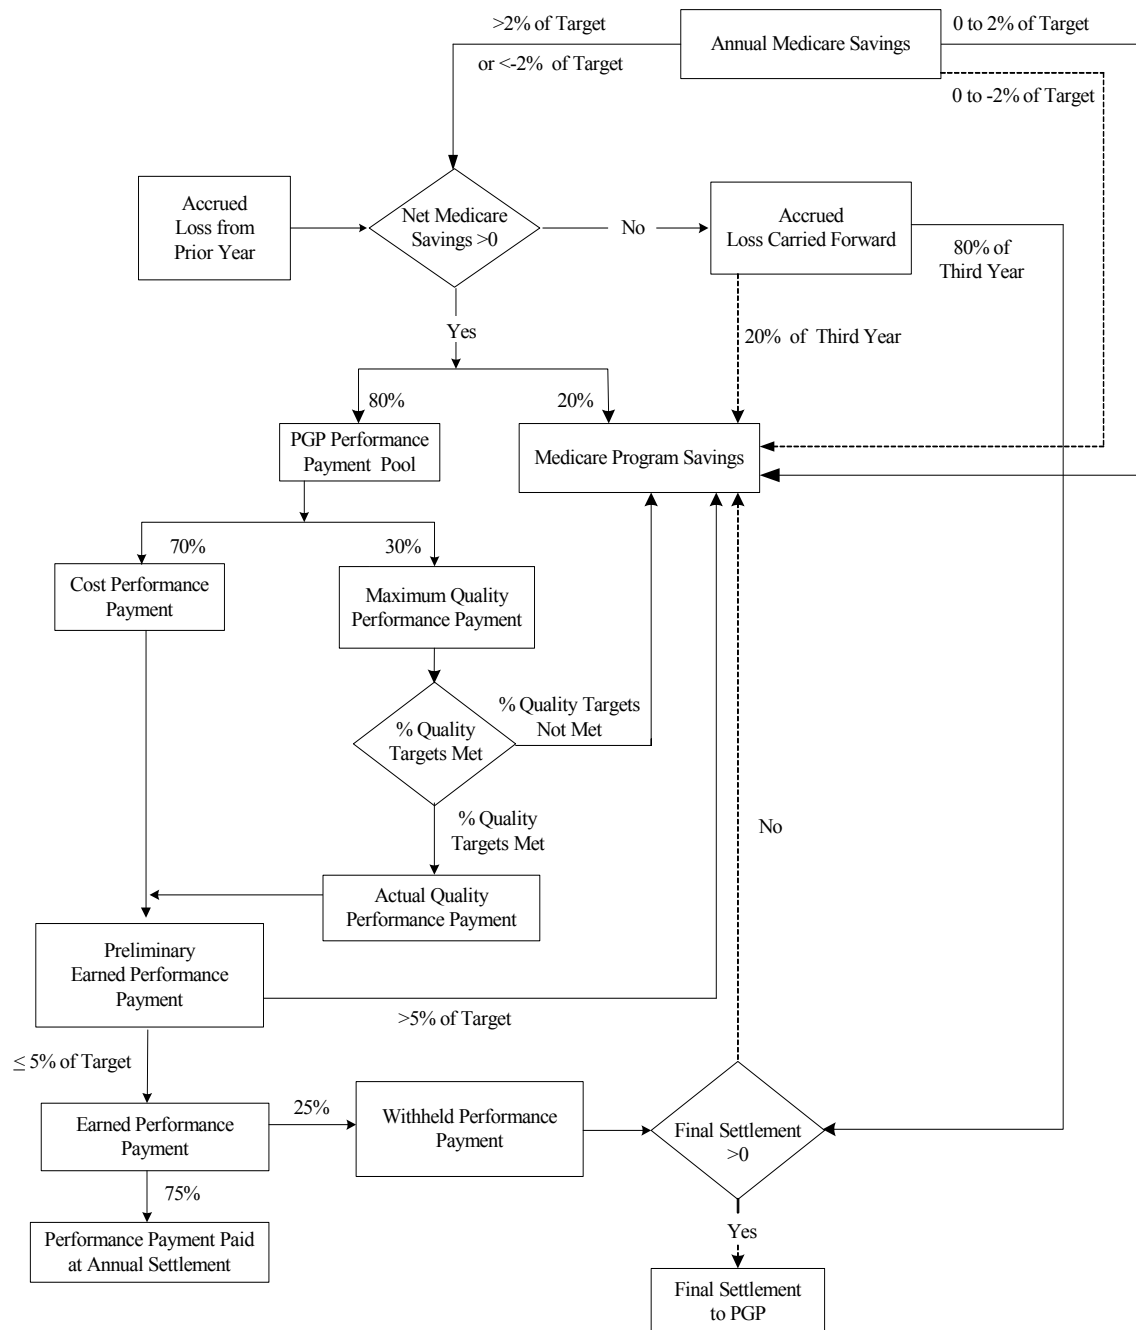 >2% of Target
or <-2% of Target
Annual Medicare Savings
0 to 2% of Target
0 to -2% of Target
Accrued
Loss from
Prior Year
Net Medicare
Savings >0
No
Accrued
Loss Carried Forward
80% of
Third Year
Yes
20% of Third Year
80%
20%
PGP Performance
Payment Pool
Medicare Program Savings
70%
30%
Cost Performance
Payment
Maximum Quality
Performance Payment
% Quality
Targets Met
% Quality Targets
Not Met
% Quality
Targets Met
No
Actual Quality
Performance Payment
Preliminary
Earned Performance
Payment
>5% of Target
≤ 5% of Target
Earned Performance
Payment
25%
Withheld Performance
Payment
Final Settlement
>0
75%
Yes
Performance Payment Paid
at Annual Settlement
Final Settlement
to PGP